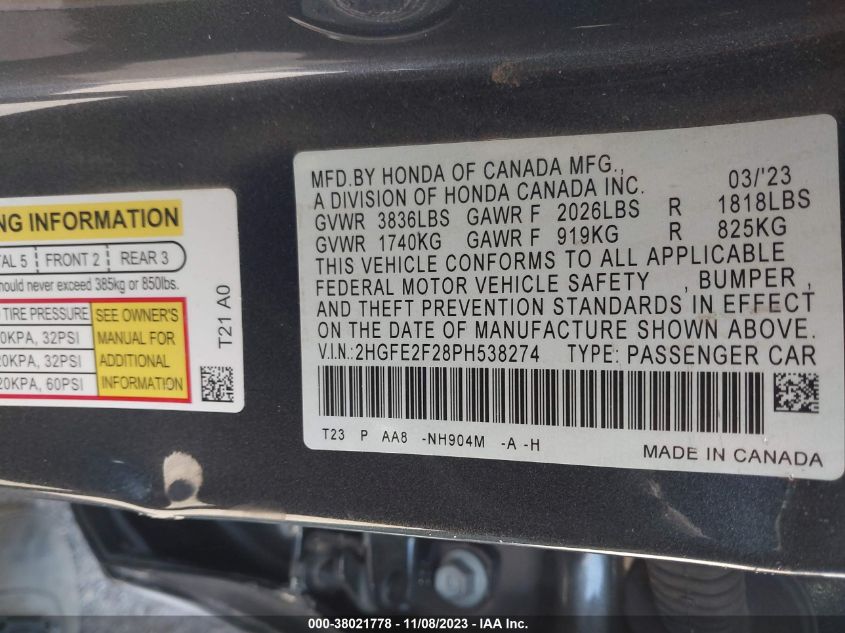 NG INFORMATION
TAL 5 FRONT 2 REAR 3
should never exceed 385kg or 850lbs.
TIRE PRESSURE SEE OWNER'S
0KPA, 32PSI MANUAL FOR
20KPA, 32PSI ADDITIONAL
20KPA, 60PSI INFORMATION
T21 A0
MFD.BY HONDA OF CANADA MFG.,
A DIVISION OF HONDA CANADA INC. 03/'23
GVWR 3836LBS GAWR F 2026LBS R 1818LBS
GVWR 1740KG GAWR F 919KG R 825KG
THIS VEHICLE CONFORMS TO ALL APPLICABLE
FEDERAL MOTOR VEHICLE SAFETY , BUMPER ,
AND THEFT PREVENTION STANDARDS IN EFFECT
ON THE DATE OF MANUFACTURE SHOWN ABOVE.
V.I.N.: 2HGFE2F28PH538274 TYPE: PASSENGER CAR
T23 P AA8 -NH904M -A -H
MADE IN CANADA
000-38021778 - 11/08/2023 - IAA Inc.